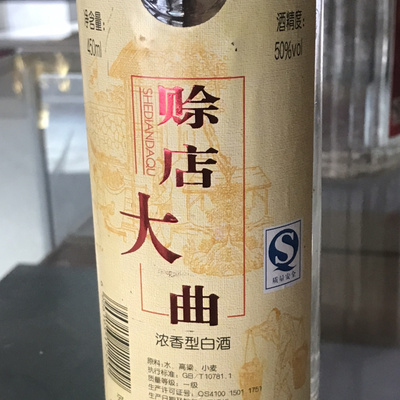 净含量:
450ml
酒精度:
50%vol
赊店大曲
SHEDIANDAQU
质量安全
浓香型白酒
原料: 水、高粱、小麦
执行标准: GB/T10781.1
质量等级: 一级
生产许可证号: QS4100 1501 1751